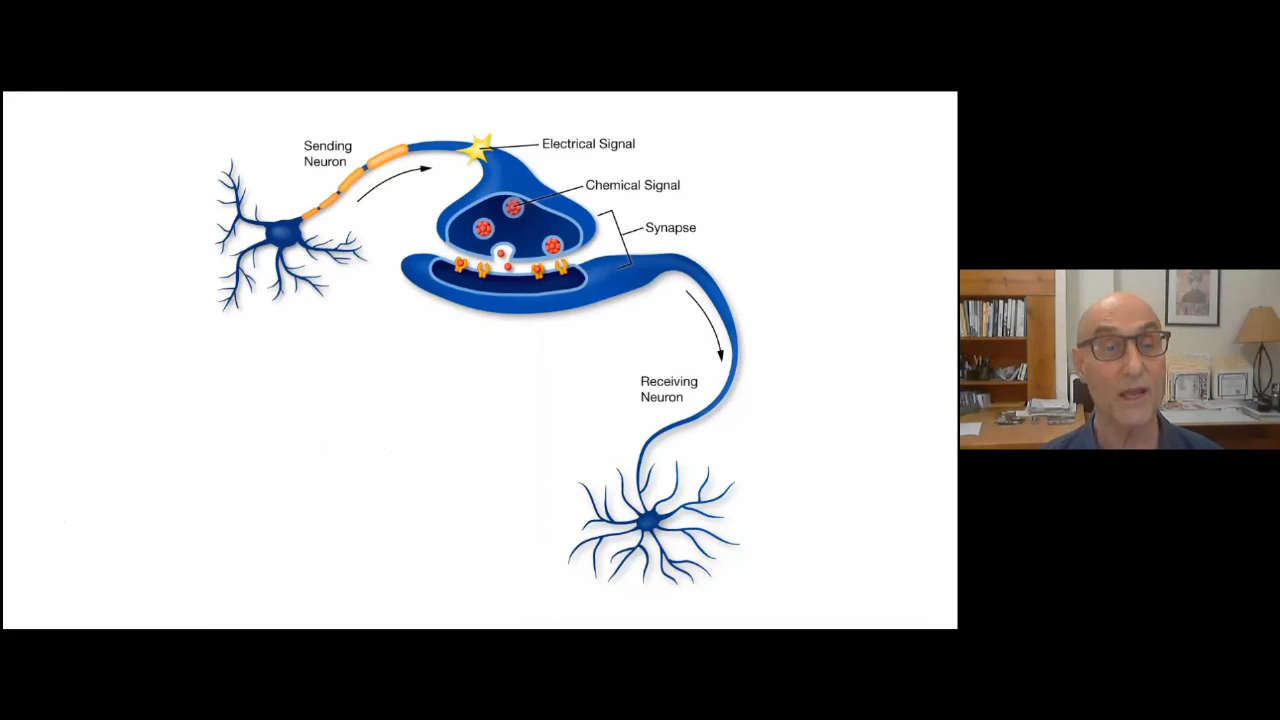 Sending
Neuron
Electrical Signal
Chemical Signal
Synapse
Receiving
Neuron